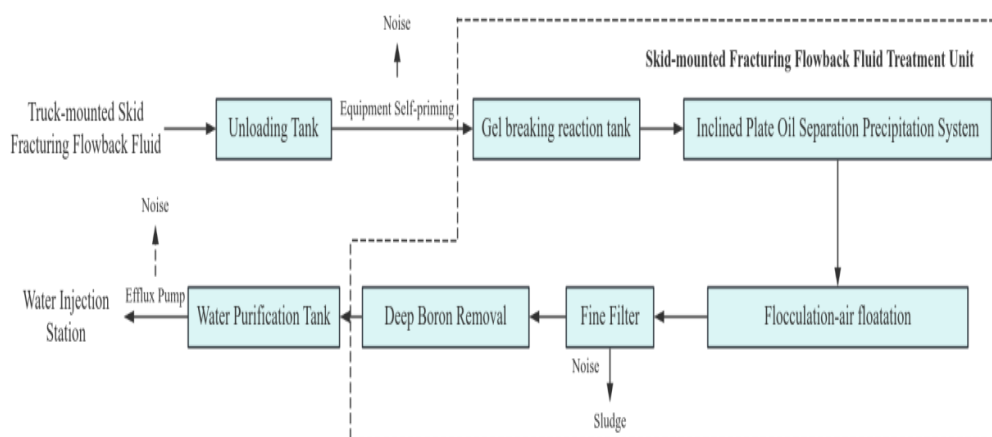 Noise
Skid-mounted Fracturing Flowback Fluid Treatment Unit
Truck-mounted Skid
Fracturing Flowback Fluid
Unloading Tank
Equipment Self-priming
Gel breaking reaction tank
Inclined Plate Oil Separation Precipitation System
Noise
Water Injection
Station
Efflux Pump
Water Purification Tank
Deep Boron Removal
Fine Filter
Flocculation-air floatation
Noise
Sludge